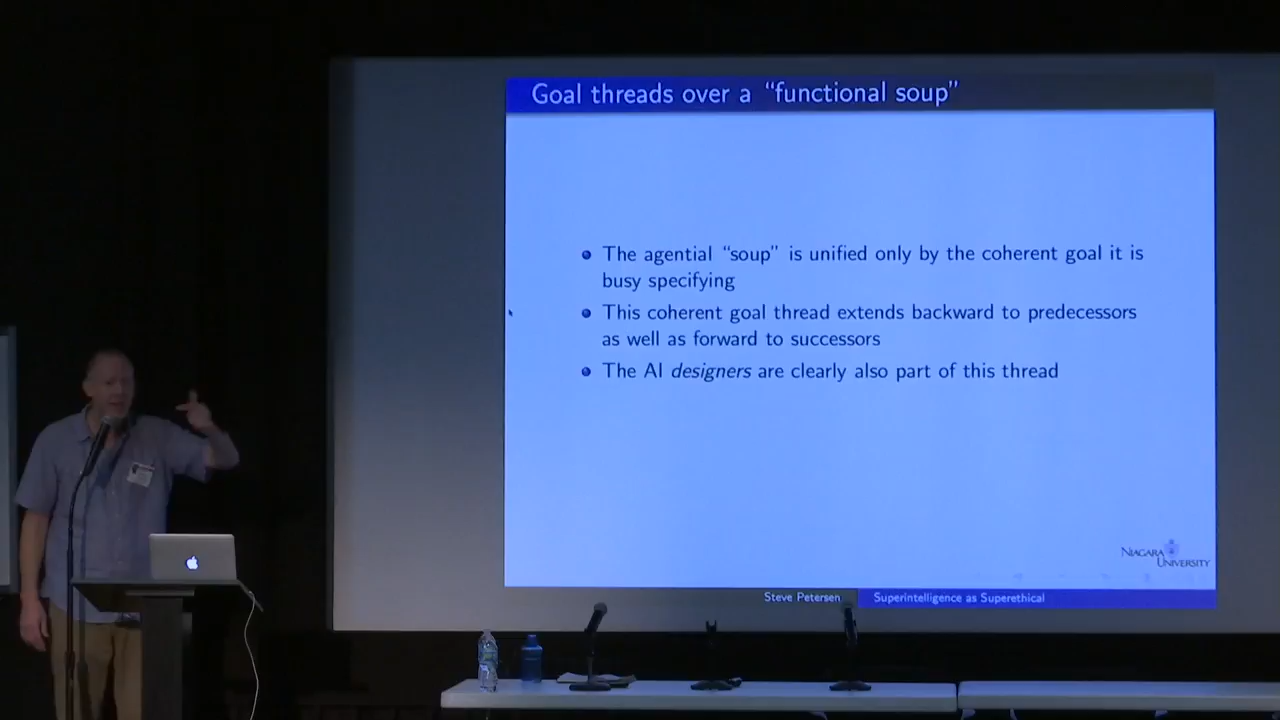 Goal threads over a “functional soup”
The agential “soup” is unified only by the coherent goal it is
busy specifying
This coherent goal thread extends backward to predecessors
as well as forward to successors
The AI designers are clearly also part of this thread
NIAGARA
UNIVERSITY
Steve Petersen
Superintelligence as Superethical